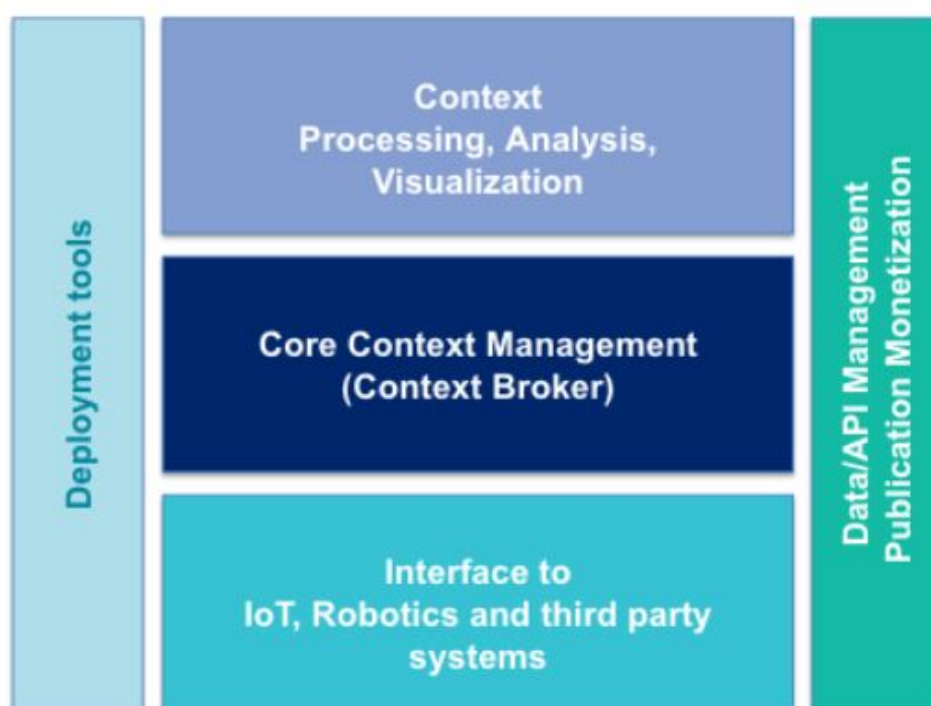 Deployment tools
Context
Processing, Analysis,
Visualization
Core Context Management
(Context Broker)
Interface to
IoT, Robotics and third party
systems
Data/API Management
Publication Monetization